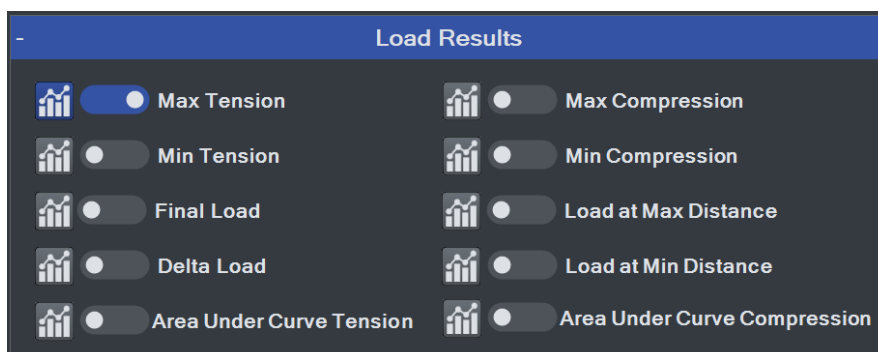 - Load Results
Max Tension Max Compression
Min Tension Min Compression
Final Load Load at Max Distance
Delta Load Load at Min Distance
Area Under Curve Tension Area Under Curve Compression